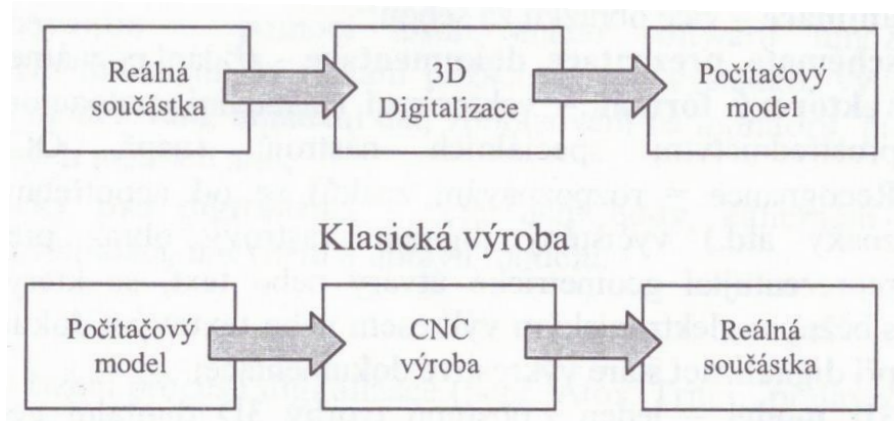 Reálná
součástka
3D
Digitalizace
Počítačový
model
Klasická výroba
Počítačový
model
CNC
výroba
Reálná
součástka